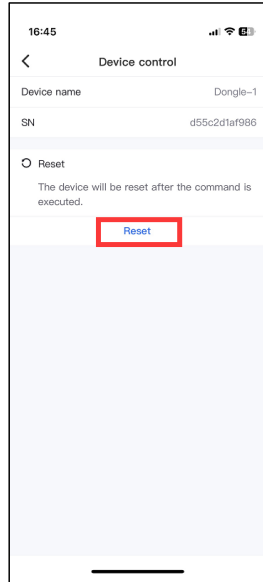 16:45
Device control
Device name Dongle-1
SN d55c2d1af986
Reset
The device will be reset after the command is
executed.
Reset